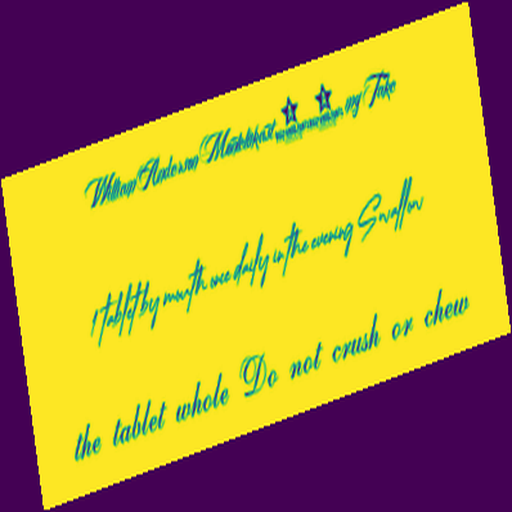 William Anderson Montelukast mg Take
1 tablet by mouth once daily in the evening Swallow
the tablet whole Do not crush or chew